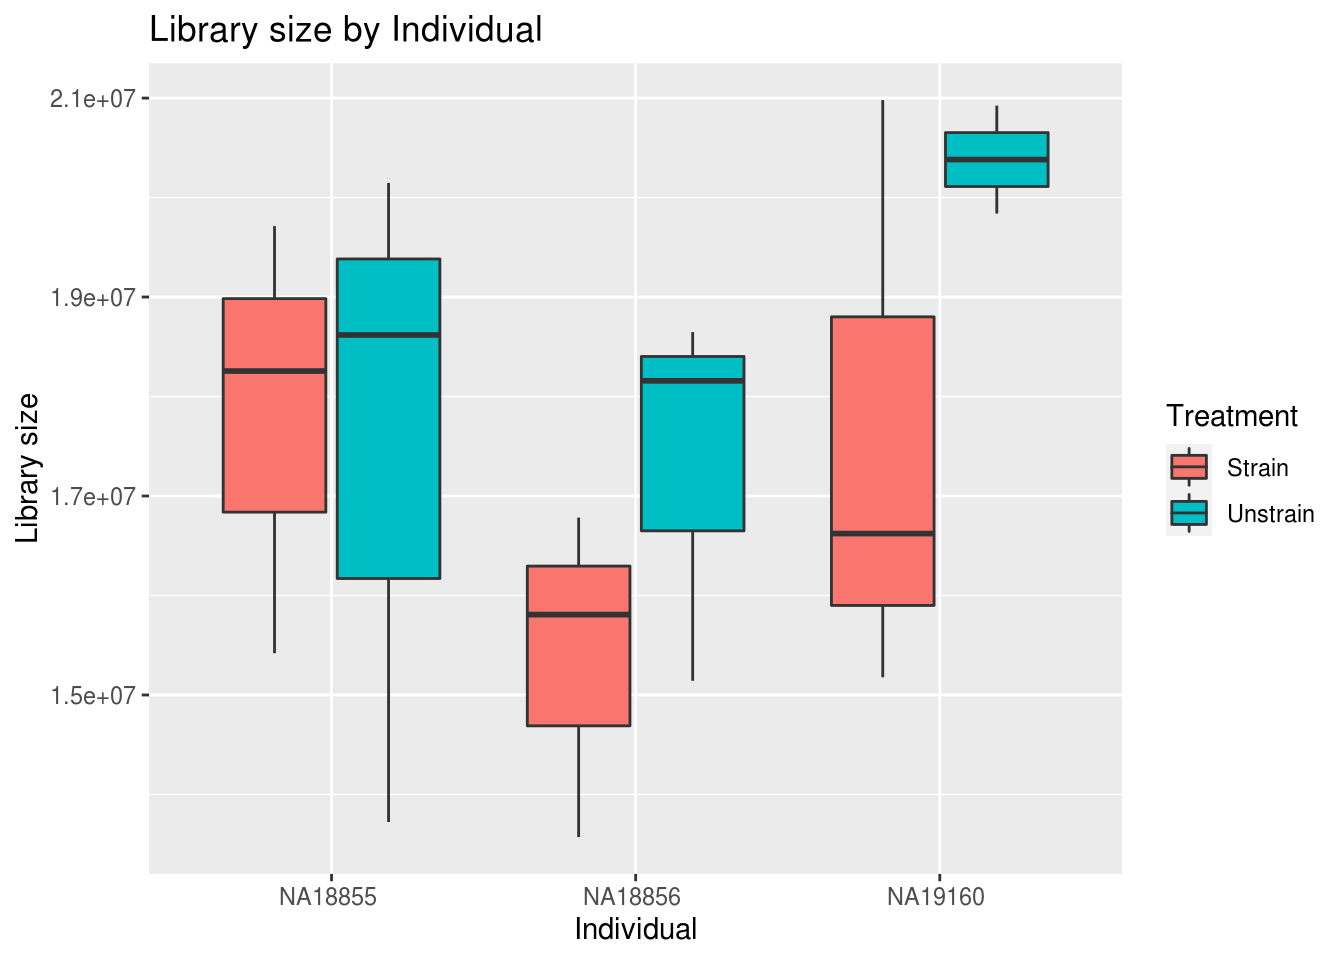 Library size by Individual
2.1e+07
1.9e+07
1.7e+07
1.5e+07
Library size
NA18855
NA18856
NA19160
Individual
Treatment
Strain
Unstrain